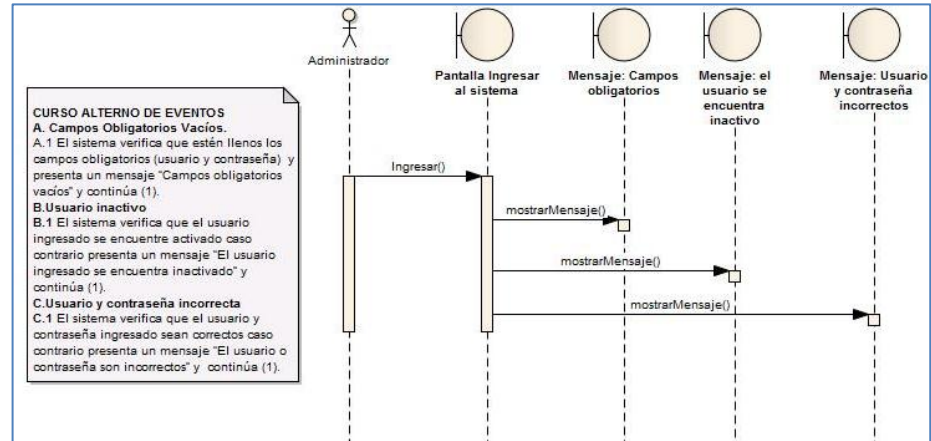 Administrador
Pantalla Ingresar
al sistema
Mensaje: Campos
obligatorios
Mensaje: el
usuario se
encuentra
inactivo
Mensaje: Usuario
y contraseña
incorrectos
CURSO ALTERNO DE EVENTOS
A. Campos Obligatorios Vacíos.
A.1 El sistema verifica que estén llenos los
campos obligatorios (usuario y contraseña) y
presenta un mensaje "Campos obligatorios
vacíos" y continúa (1).
B.Usuario inactivo
B.1 El sistema verifica que el usuario
ingresado se encuentre activado caso
contrario presenta un mensaje "El usuario
ingresado se encuentra inactivado" y
continúa (1).
C.Usuario y contraseña incorrecta
C.1 El sistema verifica que el usuario y
contraseña ingresado sean correctos caso
contrario presenta un mensaje "El usuario o
contraseña son incorrectos" y continúa (1).
Ingresar()
mostrarMensaje()
mostrarMensaje()
mostrarMensaje()